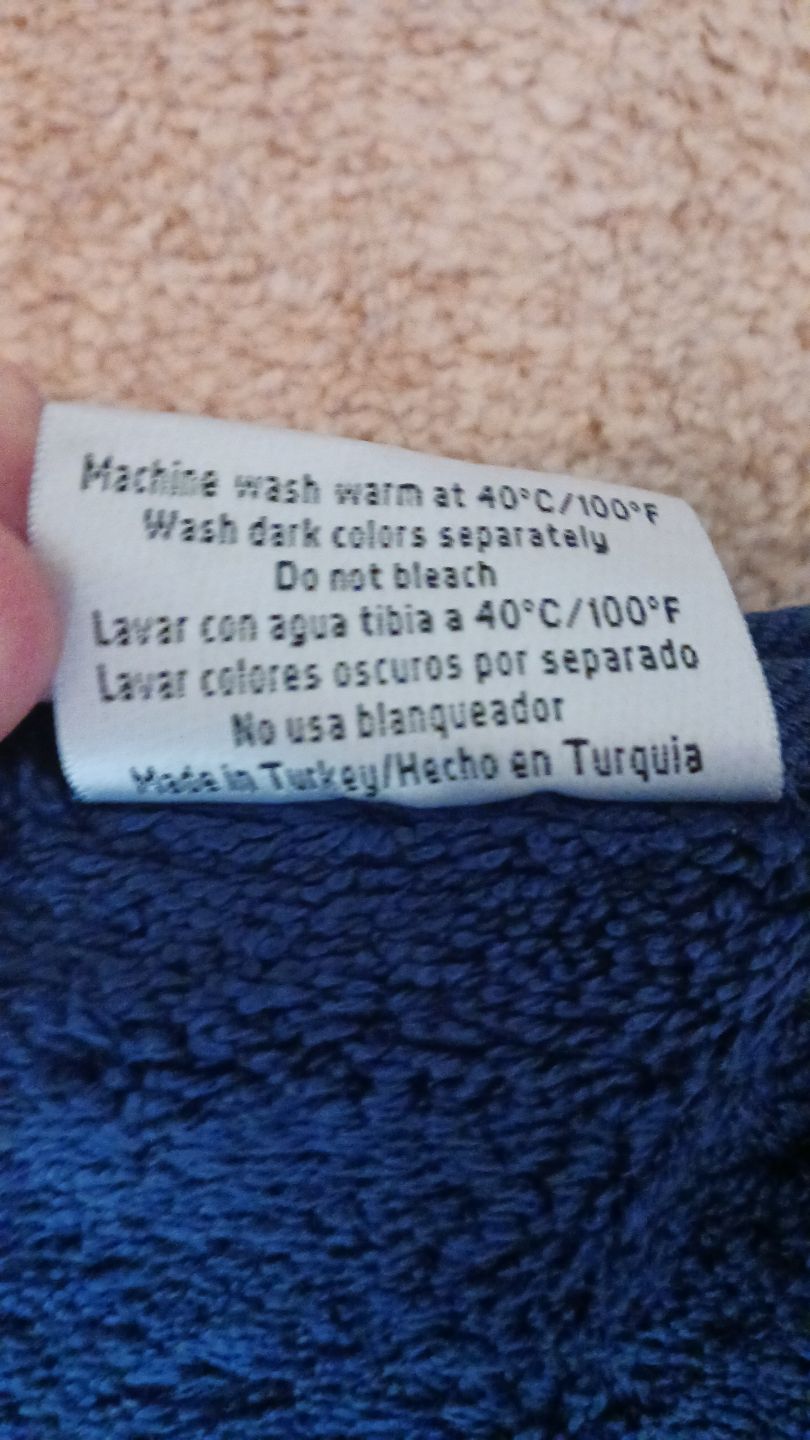 Machine wash warm at 40°C/100°F
Wash dark colors separately
Do not bleach
Lavar con agua tibia a 40°C/100°F
Lavar colores oscuros por separado
No usa blanqueador
Made in Turkey/Hecho en Turquia